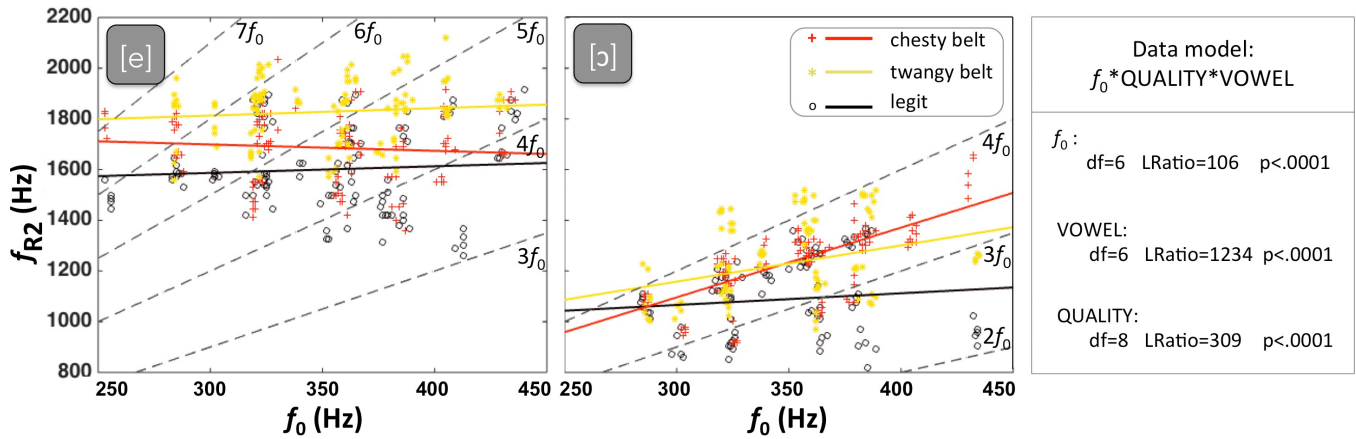 2200
2000
1800
1600
1400
1200
1000
800
fR2 (Hz)
[e]
7f0
6f0
5f0
4f0
3f0
250
300
350
400
450
f0 (Hz)
[ɔ]
chesty belt
twangy belt
legit
4f0
3f0
2f0
250
300
350
400
450
f0 (Hz)
Data model:
f0*QUALITY*VOWEL
f0 :
df=6 LRatio=106 p<.0001
VOWEL:
df=6 LRatio=1234 p<.0001
QUALITY:
df=8 LRatio=309 p<.0001